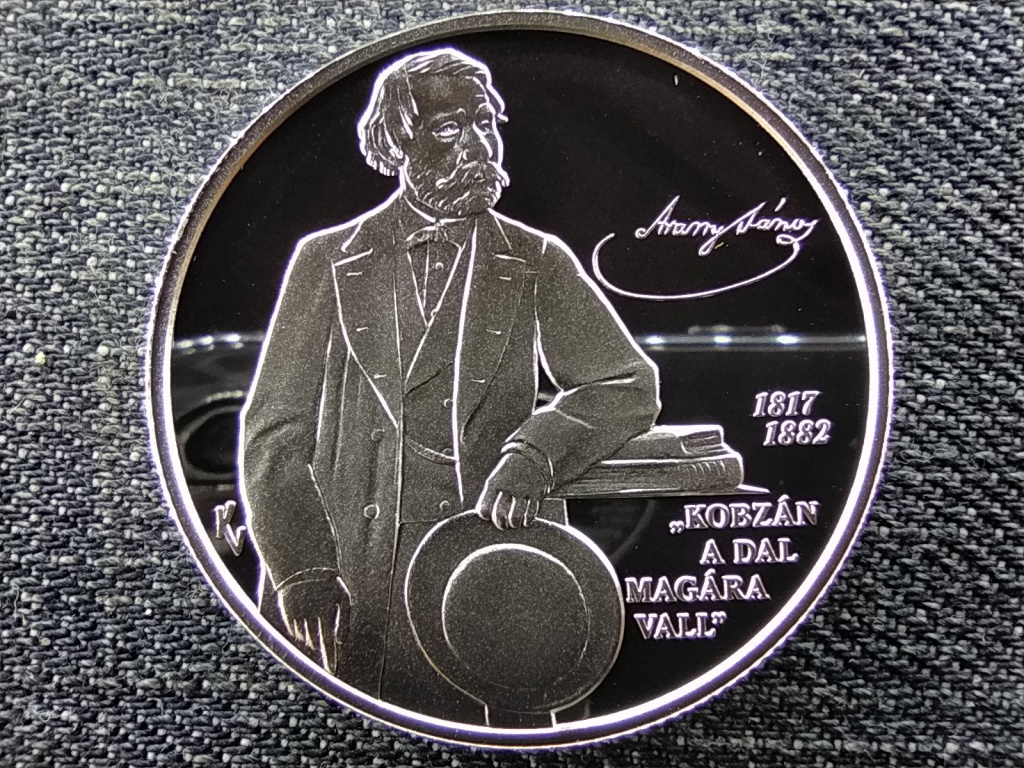 Arany János
1817
1882
„KOBZÁN
A DAL
MAGÁRA
VALL”
KV